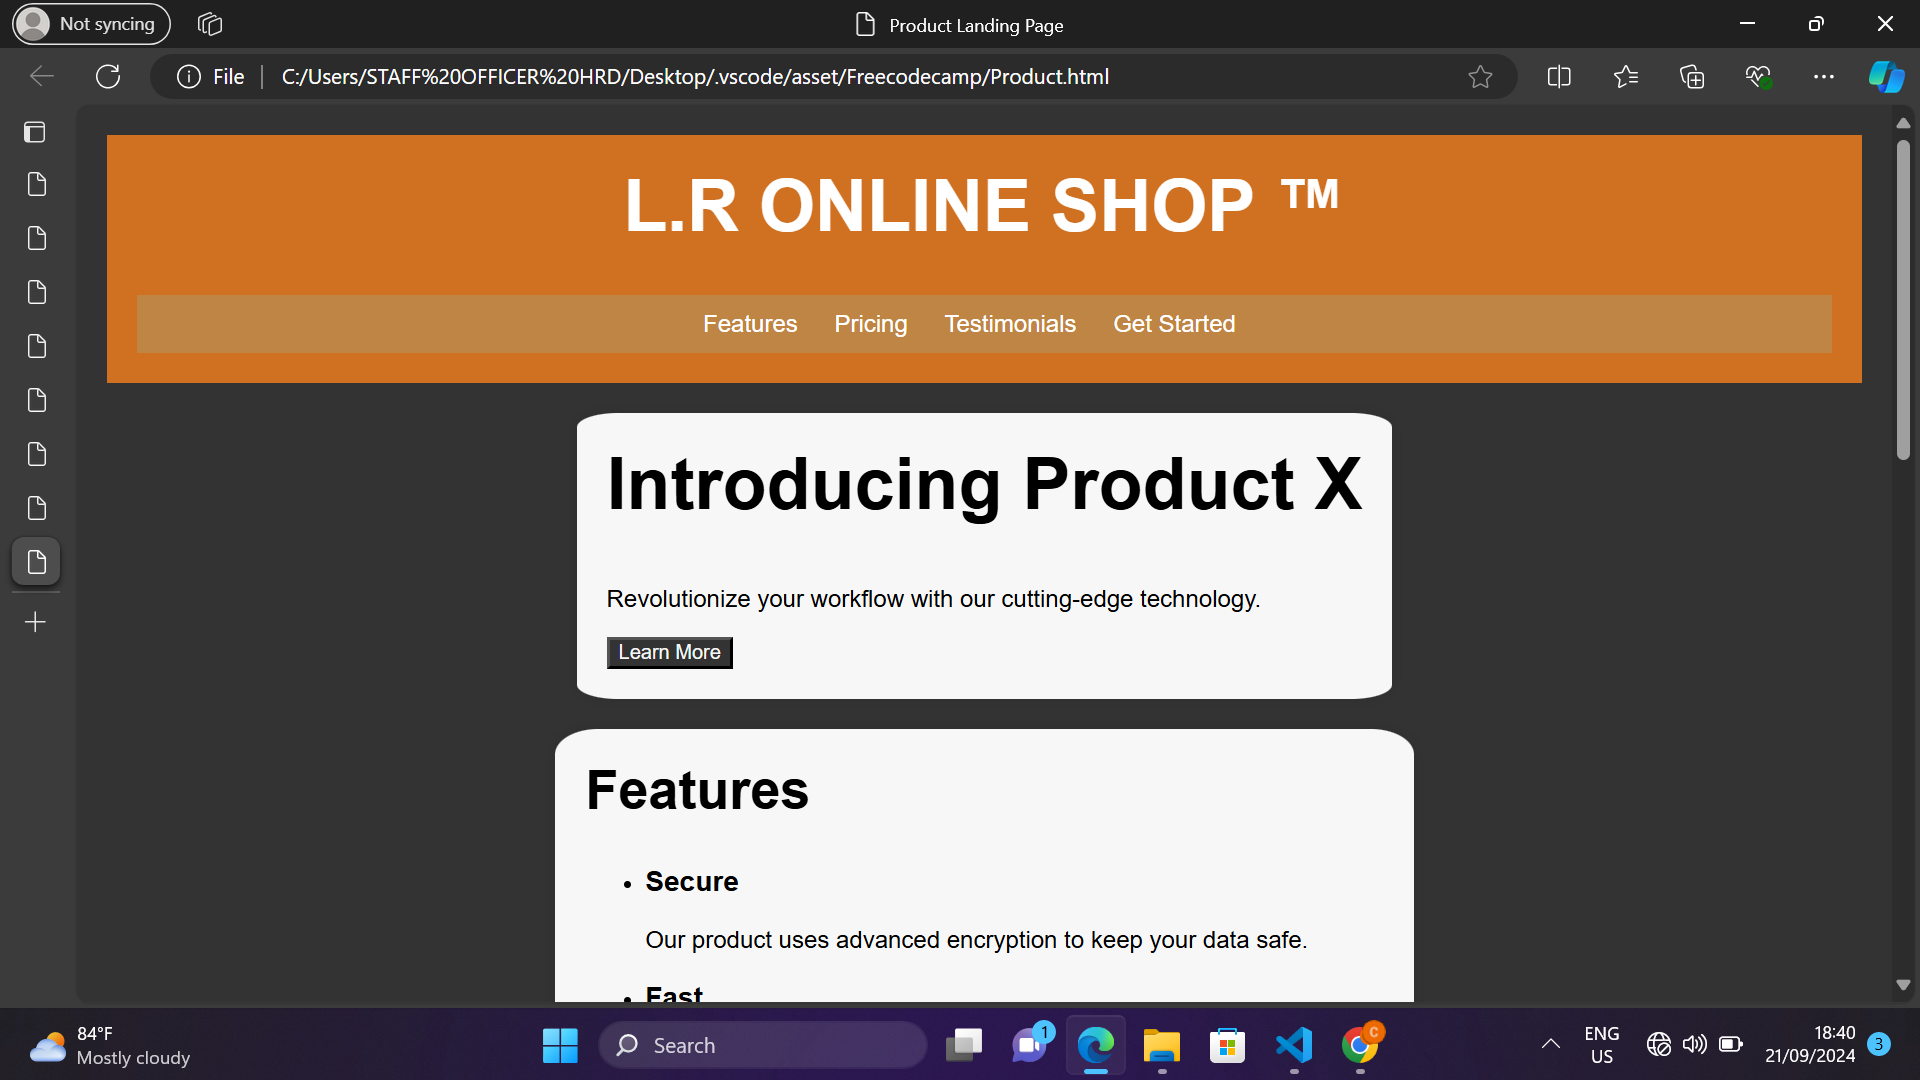 Not syncing
Product Landing Page
File
C:/Users/STAFF%20OFFICER%20HRD/Desktop/.vscode/asset/Freecodecamp/Product.html
L.R ONLINE SHOP ™
Features Pricing Testimonials Get Started
Introducing Product X
Revolutionize your workflow with our cutting-edge technology.
Learn More
Features
• Secure
Our product uses advanced encryption to keep your data safe.
• Fast
84°F
Mostly cloudy
Search
1
C
ENG
US
18:40
21/09/2024
3